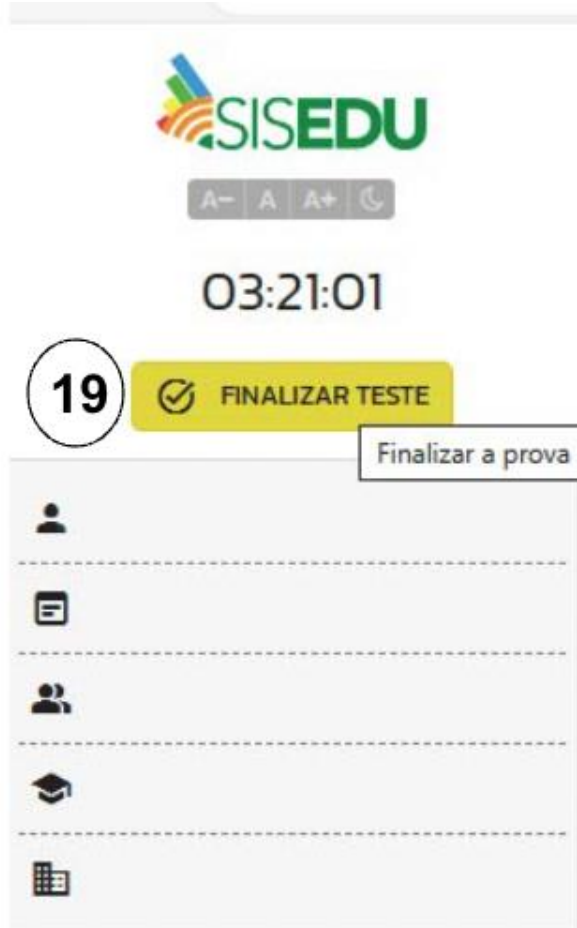 SISEDU
A- A A+
03:21:01
19 FINALIZAR TESTE
Finalizar a prova